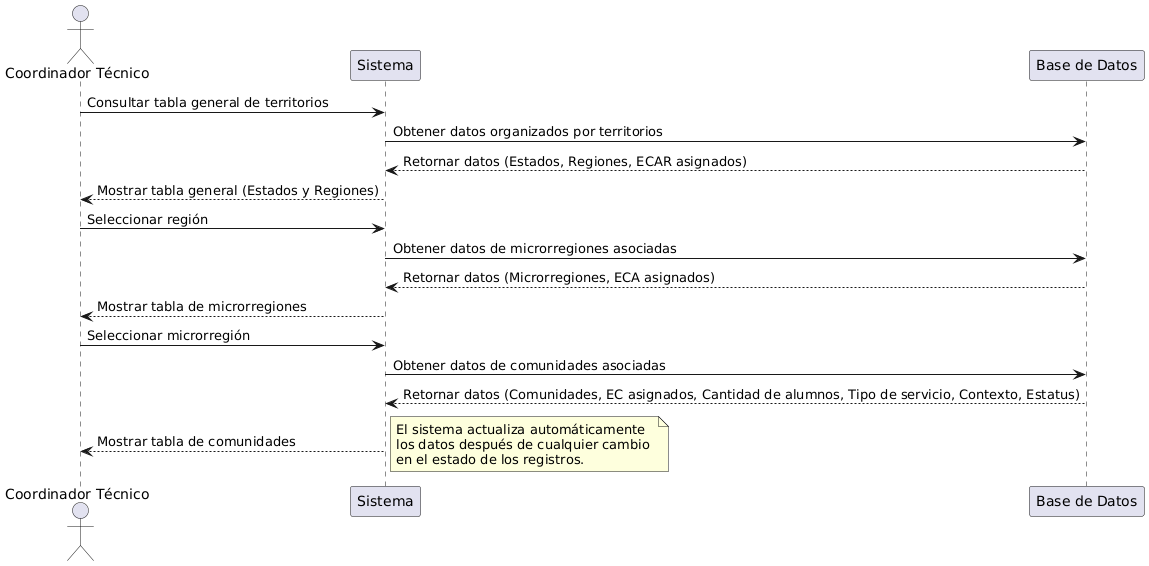 Coordinador Técnico
Sistema
Base de Datos
Consultar tabla general de territorios
Obtener datos organizados por territorios
Retornar datos (Estados, Regiones, ECAR asignados)
Mostrar tabla general (Estados y Regiones)
Seleccionar región
Obtener datos de microrregiones asociadas
Retornar datos (Microrregiones, ECA asignados)
Mostrar tabla de microrregiones
Seleccionar microrregión
Obtener datos de comunidades asociadas
Retornar datos (Comunidades, EC asignados, Cantidad de alumnos, Tipo de servicio, Contexto, Estatus)
Mostrar tabla de comunidades
El sistema actualiza automáticamente
los datos después de cualquier cambio
en el estado de los registros.
Coordinador Técnico
Sistema
Base de Datos